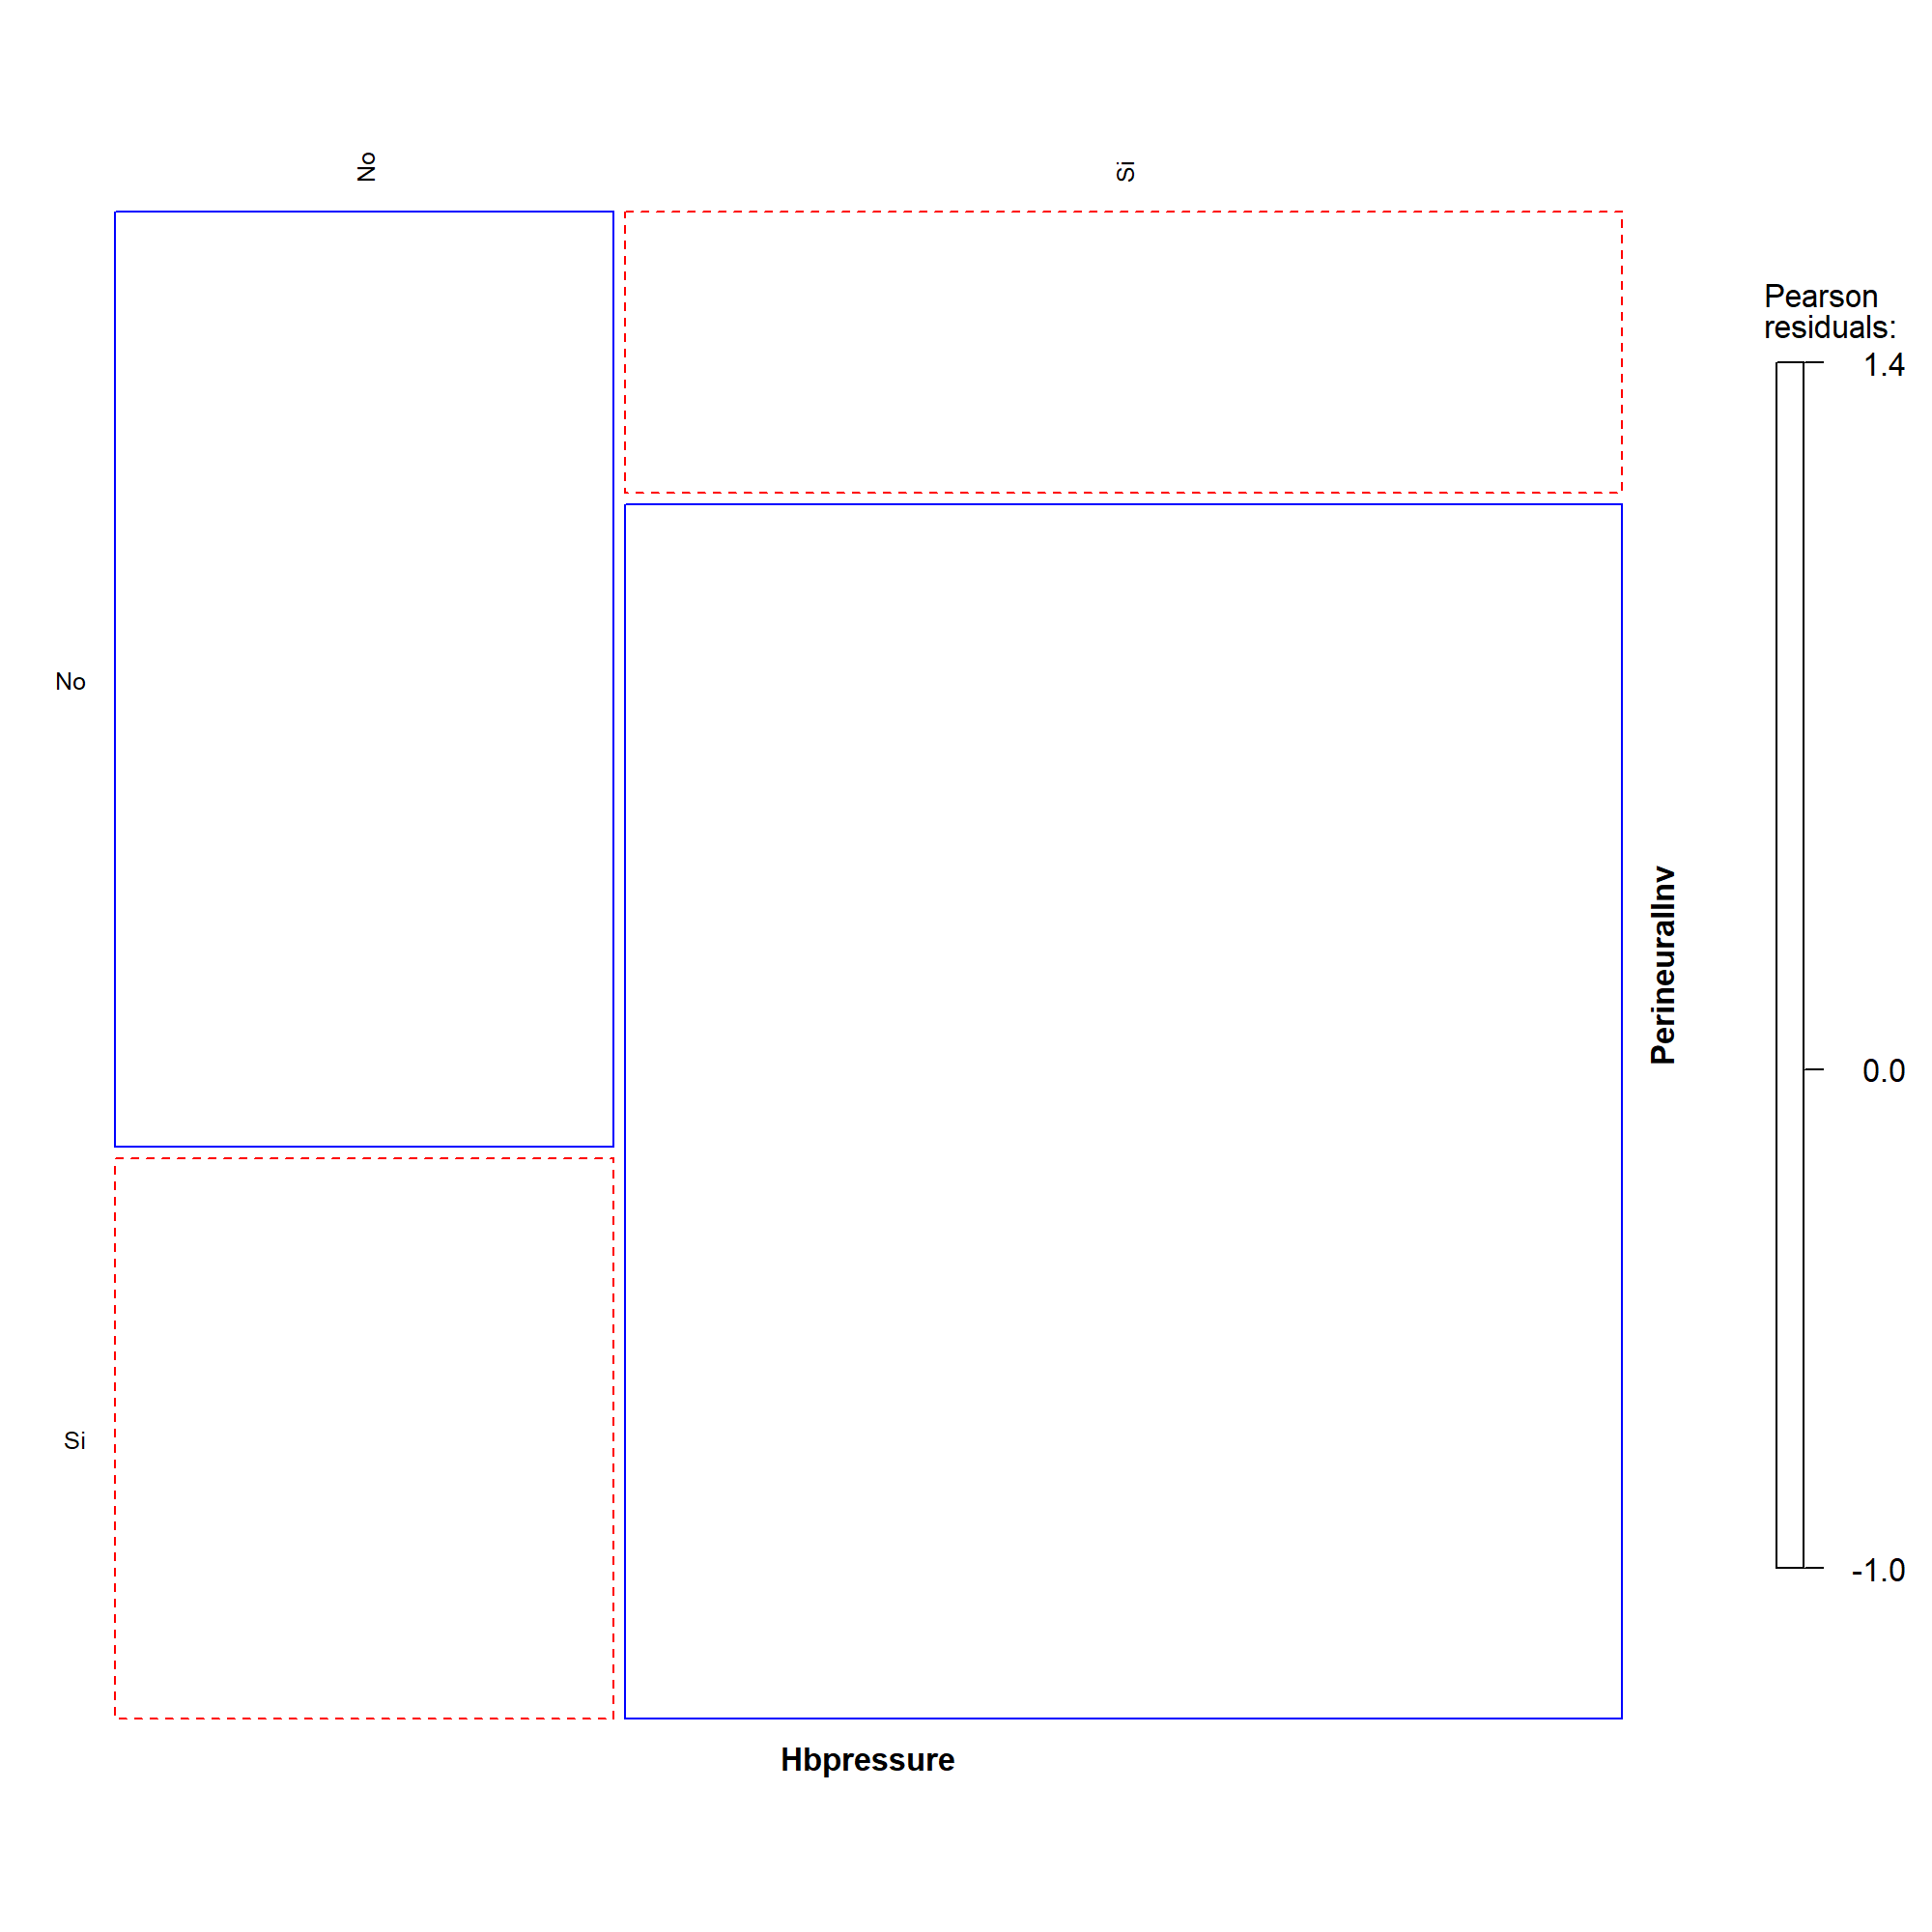 No
Si
Pearson
residuals:
1.4
No
PerineuralInv
0.0
Si
-1.0
Hbpressure